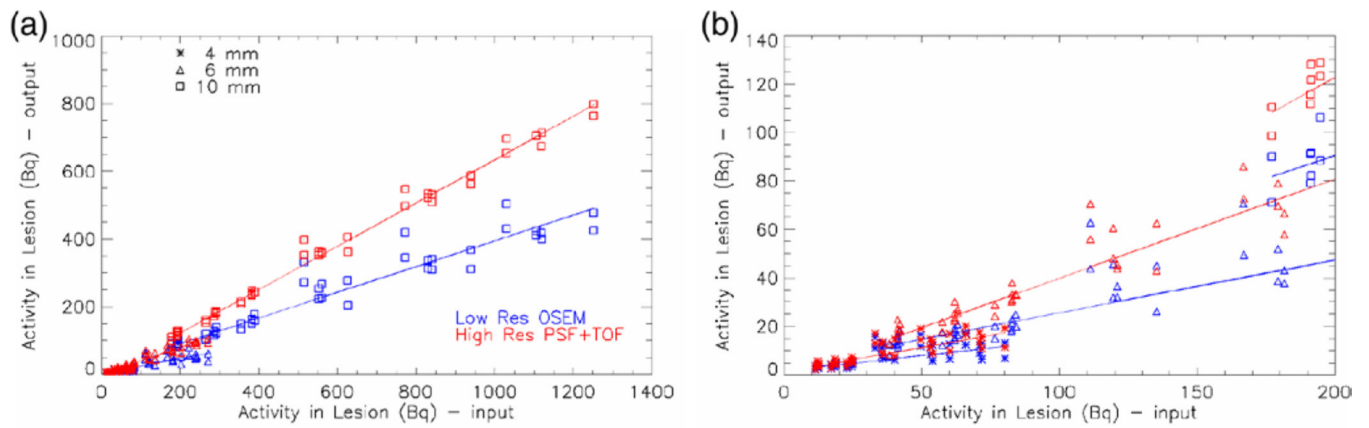 (a)
Activity in Lesion (Bq) – output
1000
800
600
400
200
0
✳ 4 mm
△ 6 mm
□ 10 mm
Low Res OSEM
High Res PSF+TOF
0 200 400 600 800 1000 1200 1400
Activity in Lesion (Bq) – input
(b)
Activity in Lesion (Bq) – output
140
120
100
80
60
40
20
0
0 50 100 150 200
Activity in Lesion (Bq) – input